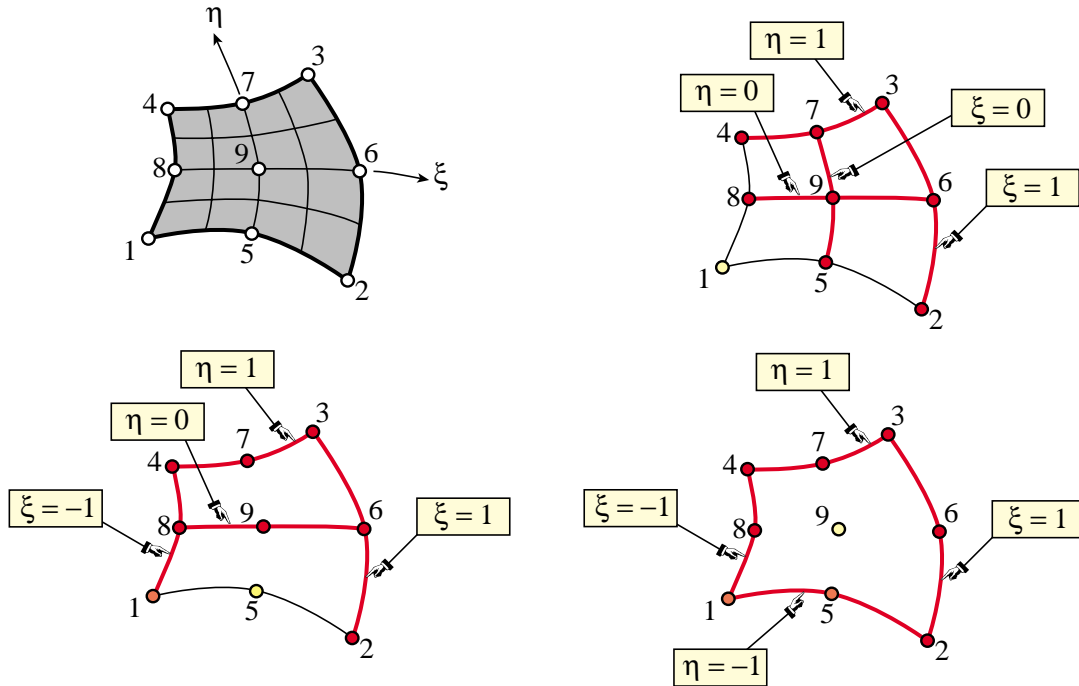 η
3
7
4
9
6
8
ξ
1
5
2
η = 1
η = 0
3
7
ξ = 0
4
9
6
8
ξ = 1
1
5
2
η = 1
η = 0
3
7
4
ξ = −1
8
9
6
ξ = 1
1
5
2
η = 1
3
7
4
ξ = −1
8
9
6
ξ = 1
1
5
2
η = −1